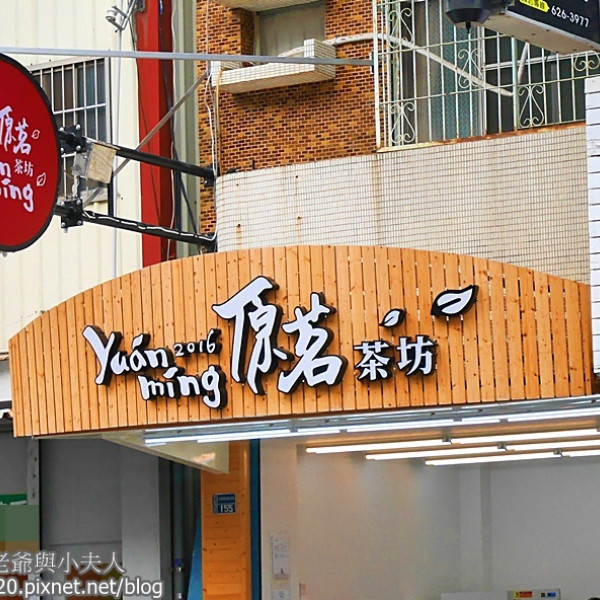 626-3977
原茗
茶坊
ming
Yuán 2016 原茗 茶坊
míng
155
老爺與小夫人
20.pixnet.net/blog